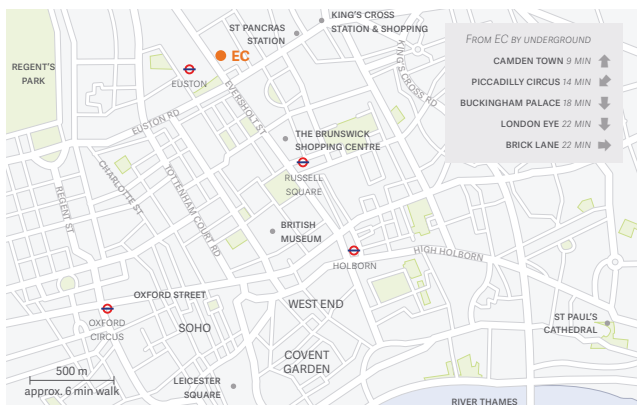 KING'S CROSS
STATION & SHOPPING
ST PANCRAS
STATION
EC
REGENT'S
PARK
EUSTON
KING'S CROSS RD
FROM EC BY UNDERGROUND
CAMDEN TOWN 9 MIN
PICCADILLY CIRCUS 14 MIN
BUCKINGHAM PALACE 18 MIN
LONDON EYE 22 MIN
BRICK LANE 22 MIN
EUSTON RD
EVERSHOLT ST
THE BRUNSWICK
SHOPPING CENTRE
RUSSELL
SQUARE
CHARLOTTE ST
TOTTENHAM COURT RD
REGENT ST
BRITISH
MUSEUM
HOLBORN
HIGH HOLBORN
OXFORD STREET
OXFORD
CIRCUS
WEST END
SOHO
ST PAUL'S
CATHEDRAL
COVENT
GARDEN
500 m
approx. 6 min walk
LEICESTER
SQUARE
RIVER THAMES